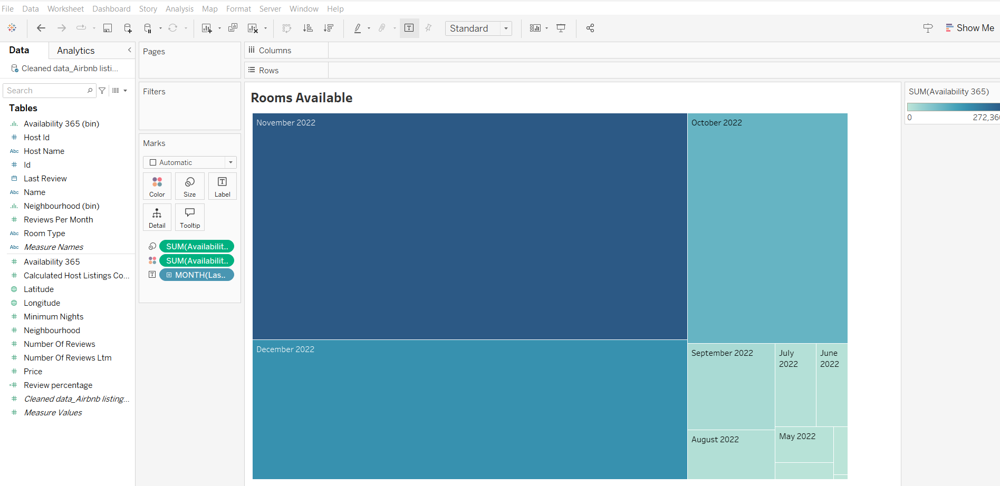 File Data Worksheet Dashboard Story Analysis Map Format Server Window Help
Standard
Show Me
Data
Analytics
Cleaned data_Airbnb listi...
Search
Tables
Availability 365 (bin)
Host Id
Abc Host Name
Id
Last Review
Abc Name
Neighbourhood (bin)
Reviews Per Month
Abc Room Type
Abc Measure Names
Availability 365
Calculated Host Listings Co...
Latitude
Longitude
Minimum Nights
Neighbourhood
Number Of Reviews
Number Of Reviews Ltm
Price
Review percentage
Cleaned data_Airbnb listing...
Measure Values
Pages
Filters
Marks
Automatic
Color
Size
Label
Detail
Tooltip
SUM(Availabilit..
SUM(Availabilit..
MONTH(Las..
Columns
Rows
Rooms Available
November 2022
October 2022
December 2022
September 2022
July
2022
June
2022
August 2022
May 2022
SUM(Availability 365)
0
272,36